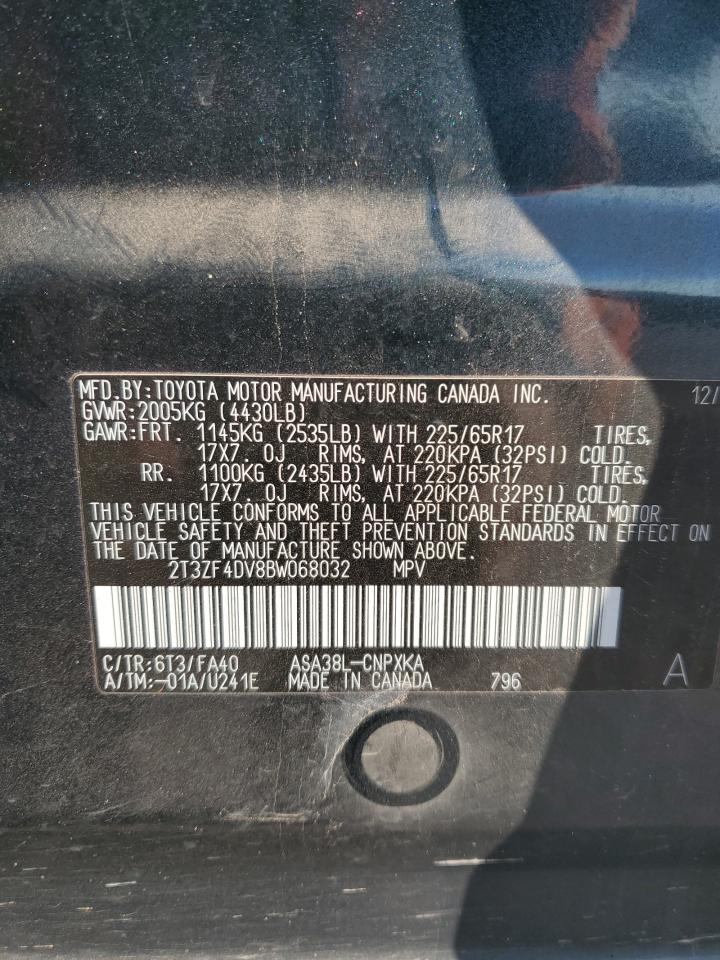 MFD.BY:TOYOTA MOTOR MANUFACTURING CANADA INC. 12/
GVWR:2005KG (4430LB)
GAWR:FRT. 1145KG (2535LB) WITH 225/65R17 TIRES,
17X7. 0J RIMS, AT 220KPA (32PSI) COLD.
RR. 1100KG (2435LB) WITH 225/65R17 TIRES,
17X7. 0J RIMS, AT 220KPA (32PSI) COLD.
THIS VEHICLE CONFORMS TO ALL APPLICABLE FEDERAL MOTOR
VEHICLE SAFETY AND THEFT PREVENTION STANDARDS IN EFFECT ON
THE DATE OF MANUFACTURE SHOWN ABOVE.
2T3ZF4DV8BW068032 MPV
C/TR:6T3/FA40 ASA38L-CNPXKA
A/TM:-01A/U241E MADE IN CANADA 796 A